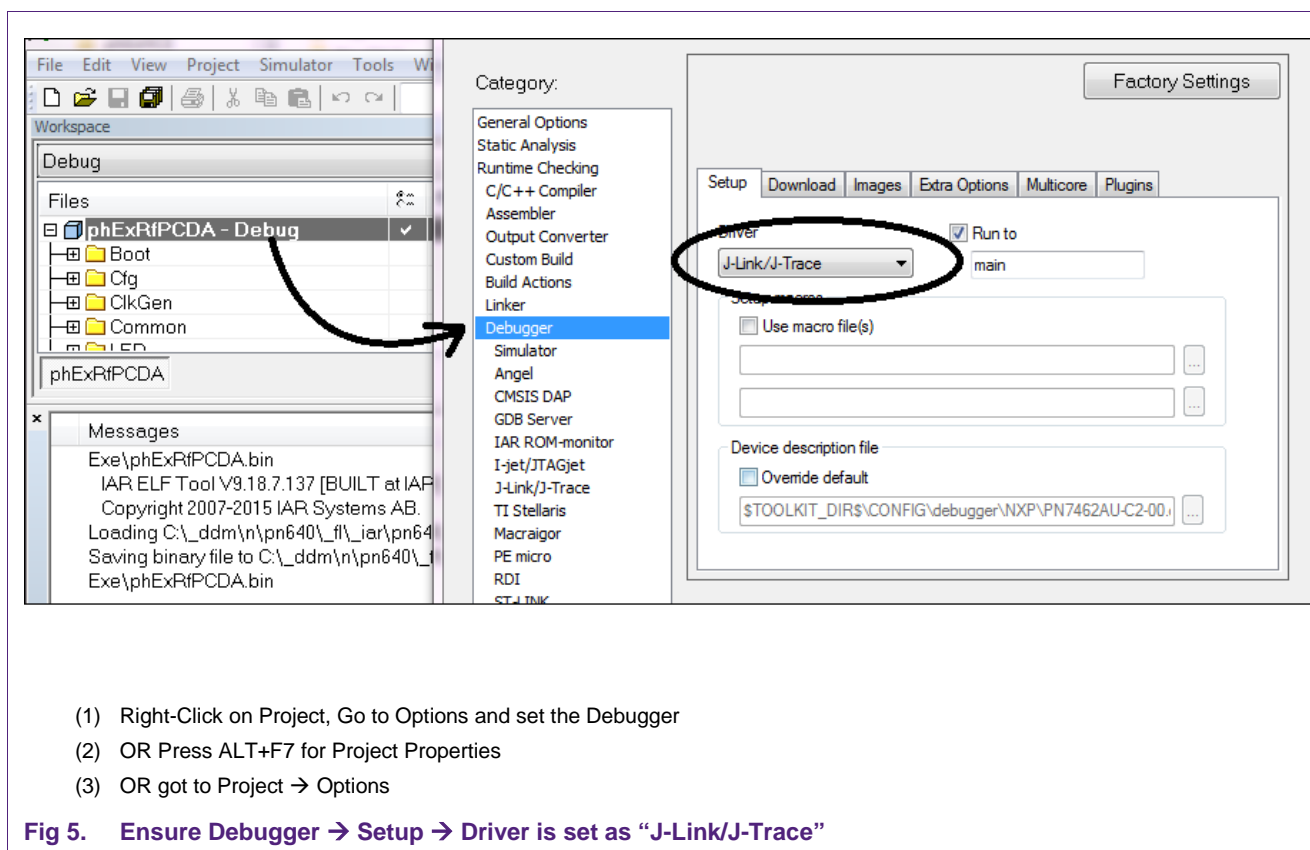 File Edit View Project Simulator Tools
Workspace
Debug
Files
phExRfPCDA - Debug
Boot
Cfg
ClkGen
Common
LED
phExRfPCDA
Messages
Exe\phExRfPCDA.bin
IAR ELF Tool V9.18.7.137 [BUILT at IAR
Copyright 2007-2015 IAR Systems AB.
Loading C:\_ddm\n\pn640\_fl\_iar\pn64
Saving binary file to C:\_ddm\n\pn640\_f
Exe\phExRfPCDA.bin
Category:
General Options
Static Analysis
Runtime Checking
C/C++ Compiler
Assembler
Output Converter
Custom Build
Build Actions
Linker
Debugger
Simulator
Angel
CMSIS DAP
GDB Server
IAR ROM-monitor
I-jet/JTAGjet
J-Link/J-Trace
TI Stellaris
Macraigor
PE micro
RDI
ST-LINK
Factory Settings
Setup Download Images Extra Options Multicore Plugins
Driver
J-Link/J-Trace
Run to
main
Setup macros
Use macro file(s)
...
...
Device description file
Override default
$TOOLKIT_DIR$\CONFIG\debugger\NXP\PN7462AU-C2-00.
...
(1) Right-Click on Project, Go to Options and set the Debugger
(2) OR Press ALT+F7 for Project Properties
(3) OR got to Project → Options
Fig 5. Ensure Debugger → Setup → Driver is set as “J-Link/J-Trace”